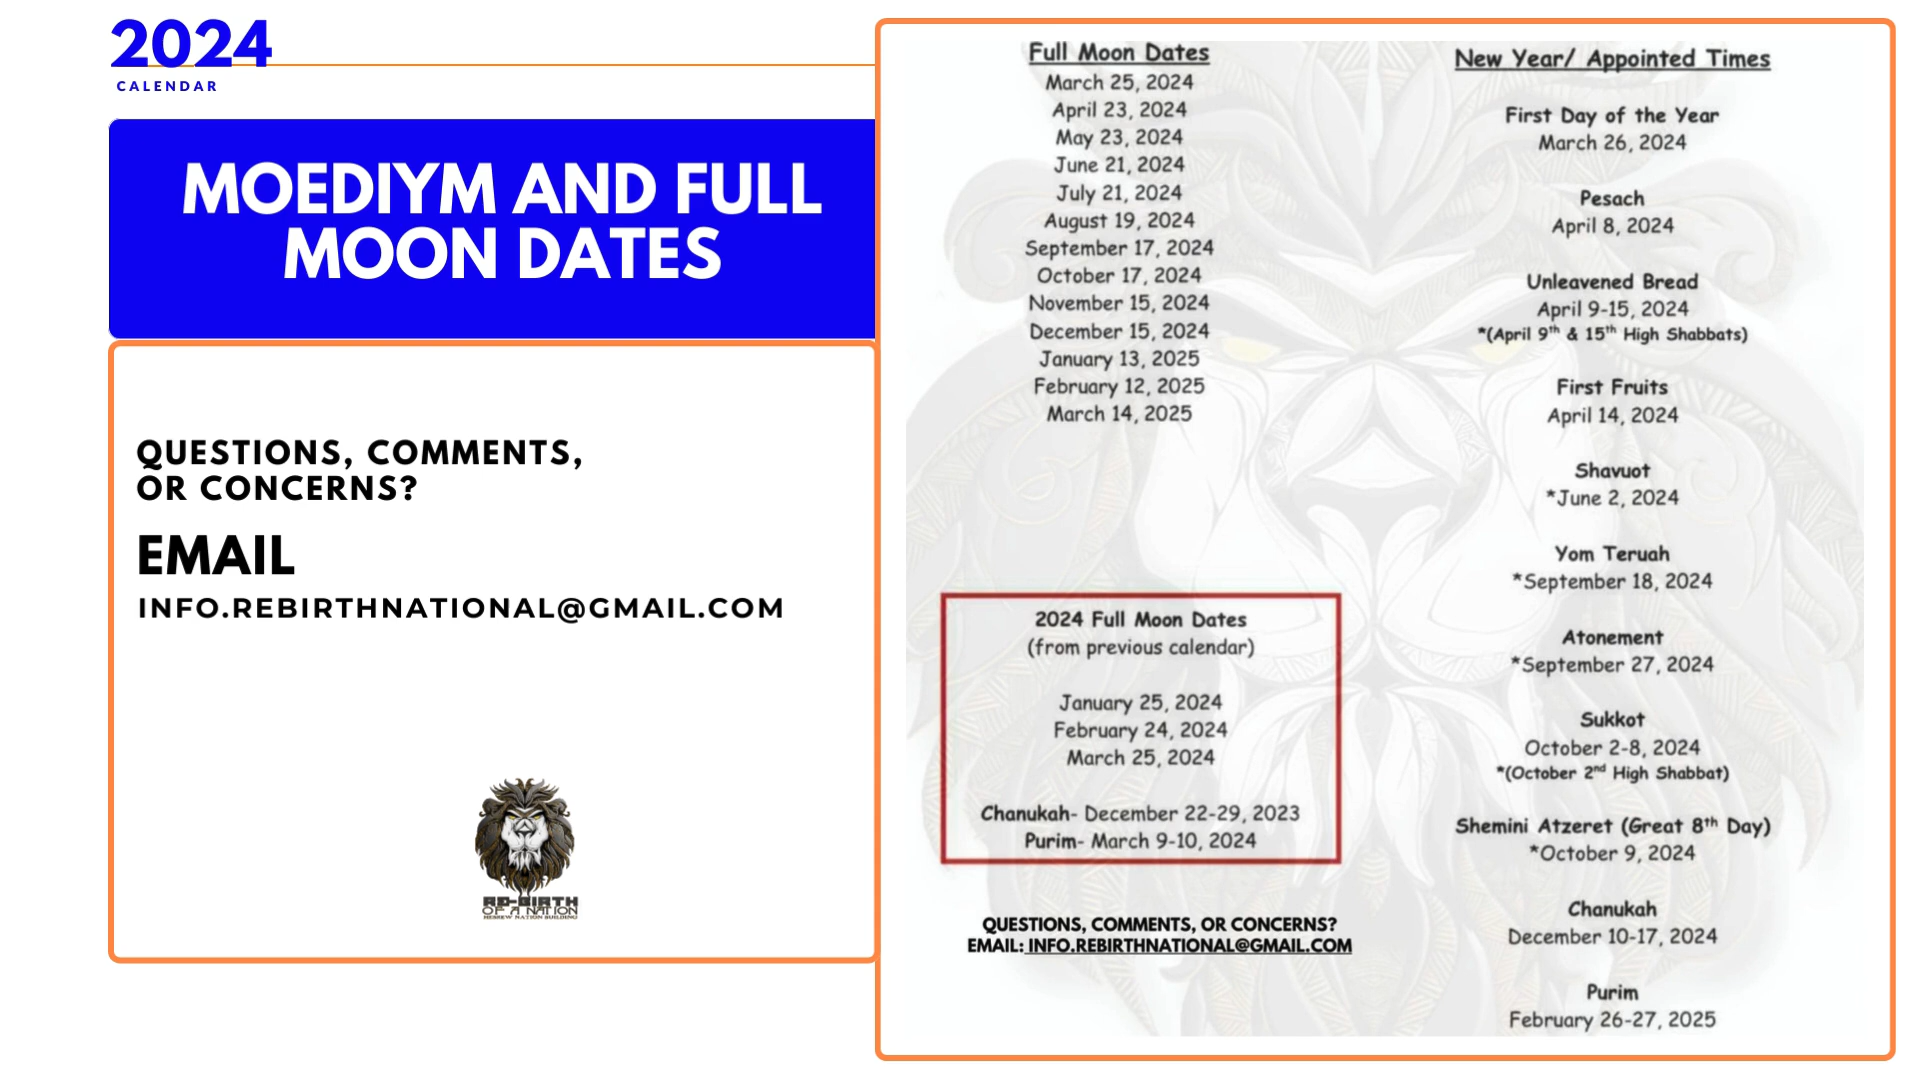 2024
CALENDAR
MOEDIYM AND FULL
MOON DATES
QUESTIONS, COMMENTS,
OR CONCERNS?
EMAIL
INFO.REBIRTHNATIONAL@GMAIL.COM
RE-BIRTH
OF A NATION
HEBREW NATION BUILDING
Full Moon Dates
March 25, 2024
April 23, 2024
May 23, 2024
June 21, 2024
July 21, 2024
August 19, 2024
September 17, 2024
October 17, 2024
November 15, 2024
December 15, 2024
January 13, 2025
February 12, 2025
March 14, 2025
2024 Full Moon Dates
(from previous calendar)
January 25, 2024
February 24, 2024
March 25, 2024
Chanukah- December 22-29, 2023
Purim- March 9-10, 2024
QUESTIONS, COMMENTS, OR CONCERNS?
EMAIL: INFO.REBIRTHNATIONAL@GMAIL.COM
New Year/ Appointed Times
First Day of the Year
March 26, 2024
Pesach
April 8, 2024
Unleavened Bread
April 9-15, 2024
*(April 9th & 15th High Shabbats)
First Fruits
April 14, 2024
Shavuot
*June 2, 2024
Yom Teruah
*September 18, 2024
Atonement
*September 27, 2024
Sukkot
October 2-8, 2024
*(October 2nd High Shabbat)
Shemini Atzeret (Great 8th Day)
*October 9, 2024
Chanukah
December 10-17, 2024
Purim
February 26-27, 2025